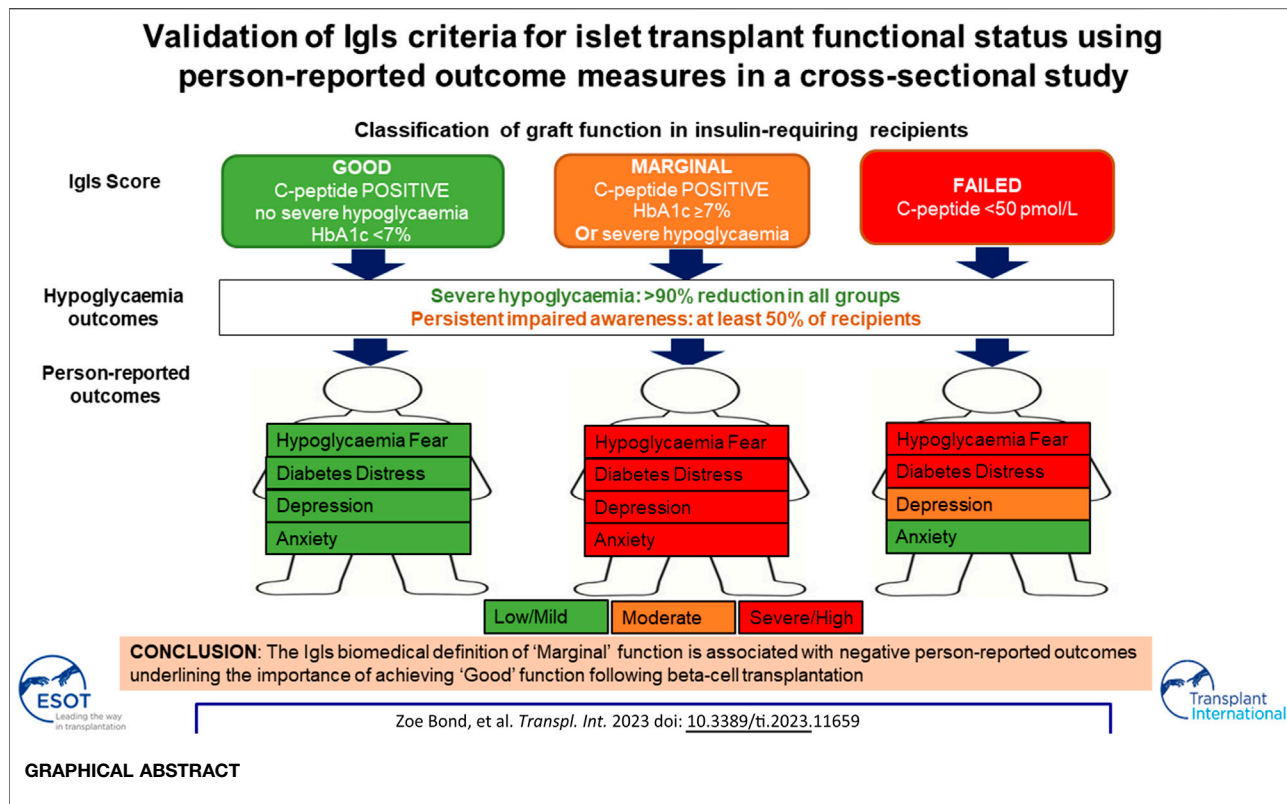 Validation of Igls criteria for islet transplant functional status using
person-reported outcome measures in a cross-sectional study
Classification of graft function in insulin-requiring recipients
Igls Score
GOOD
C-peptide POSITIVE
no severe hypoglycaemia
HbA1c <7%
MARGINAL
C-peptide POSITIVE
HbA1c ≥7%
Or severe hypoglycaemia
FAILED
C-peptide <50 pmol/L
Hypoglycaemia
outcomes
Severe hypoglycaemia: >90% reduction in all groups
Persistent impaired awareness: at least 50% of recipients
Person-reported
outcomes
Hypoglycaemia Fear
Diabetes Distress
Depression
Anxiety
Hypoglycaemia Fear
Diabetes Distress
Depression
Anxiety
Hypoglycaemia Fear
Diabetes Distress
Depression
Anxiety
Low/Mild
Moderate
Severe/High
CONCLUSION: The Igls biomedical definition of 'Marginal' function is associated with negative person-reported outcomes
underlining the importance of achieving 'Good' function following beta-cell transplantation
ESOT
Leading the way
in transplantation
Zoe Bond, et al. Transpl. Int. 2023 doi: 10.3389/ti.2023.11659
Transplant
International
GRAPHICAL ABSTRACT